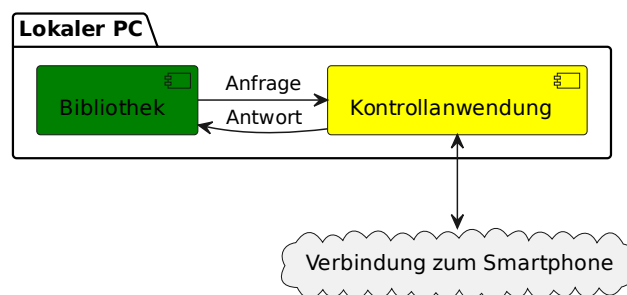 Lokaler PC
Anfrage
Bibliothek
Kontrollanwendung
Antwort
Verbindung zum Smartphone